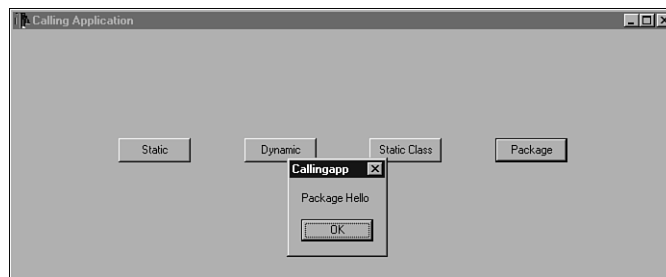 Calling Application
Static Dynamic Static Class Package
Callingapp
Package Hello
OK